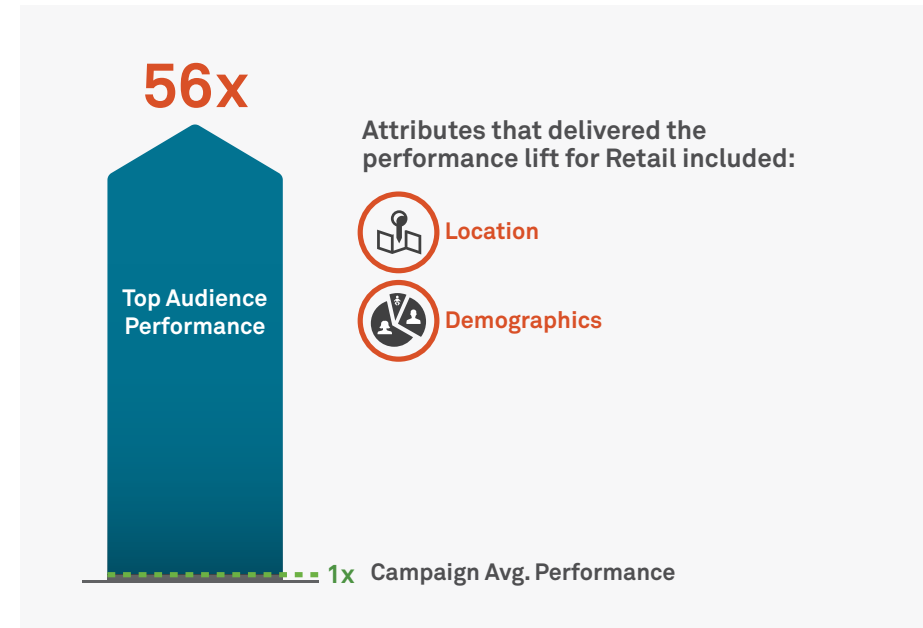 56x
Attributes that delivered the
performance lift for Retail included:
Location
Demographics
Top Audience
Performance
1x Campaign Avg. Performance